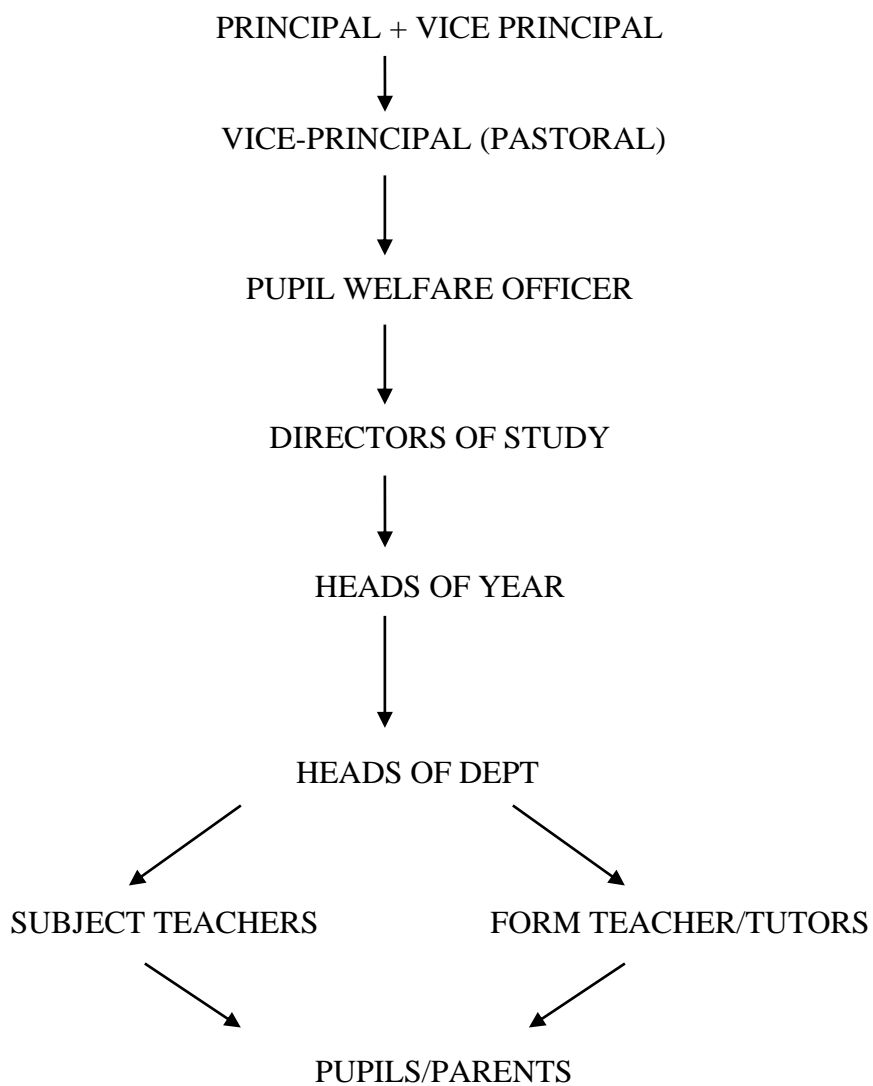 PRINCIPAL + VICE PRINCIPAL
VICE-PRINCIPAL (PASTORAL)
PUPIL WELFARE OFFICER
DIRECTORS OF STUDY
HEADS OF YEAR
HEADS OF DEPT
SUBJECT TEACHERS
FORM TEACHER/TUTORS
PUPILS/PARENTS